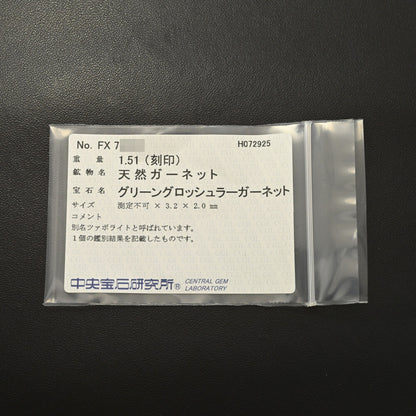 No. FX 7
H072925
重 量 1.51 (刻印)
鉱物名 天然ガーネット
宝石名 グリーングロッシュラーガーネット
サイズ 測定不可 × 3.2 × 2.0 mm
コメント
別名ツァボライトと呼ばれています。
1個の鑑別結果を記載したものです。
中央宝石研究所® CENTRAL GEM
LABORATORY